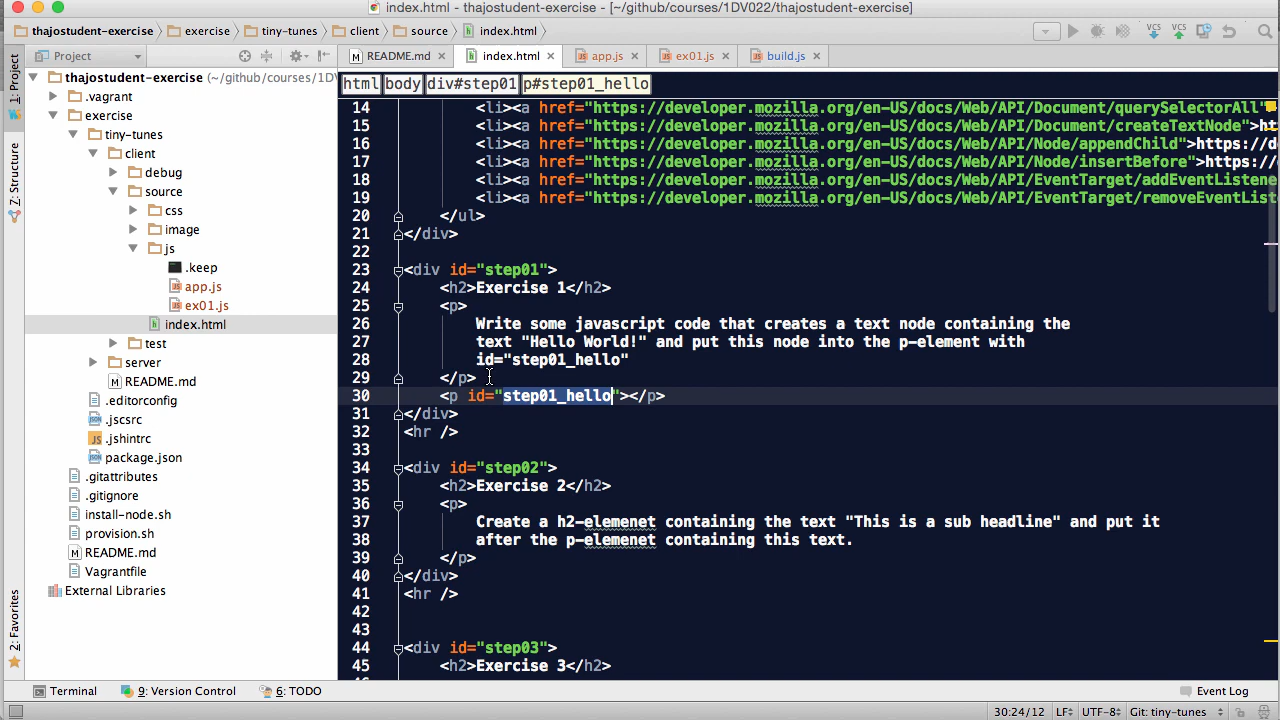 index.html - thajostudent-exercise - [~/github/courses/1DV022/thajostudent-exercise]
thajostudent-exercise exercise tiny-tunes client source index.html VCS VCS
1: Project
Project
README.md index.html app.js ex01.js build.js
thajostudent-exercise (~/github/courses/1DV
.vagrant
exercise
tiny-tunes
client
debug
source
css
image
js
.keep
app.js
ex01.js
index.html
test
server
README.md
.editorconfig
.jscsrc
.jshintrc
package.json
.gitattributes
.gitignore
install-node.sh
provision.sh
README.md
Vagrantfile
External Libraries
Z: Structure
2: Favorites
html body div#step01 p#step01_hello
14 <li><a href="https://developer.mozilla.org/en-US/docs/Web/API/Document/querySelectorAll"
15 <li><a href="https://developer.mozilla.org/en-US/docs/Web/API/Document/createTextNode">ht
16 <li><a href="https://developer.mozilla.org/en-US/docs/Web/API/Node/appendChild">https://de
17 <li><a href="https://developer.mozilla.org/en-US/docs/Web/API/Node/insertBefore">https://
18 <li><a href="https://developer.mozilla.org/en-US/docs/Web/API/EventTarget/addEventListene
19 <li><a href="https://developer.mozilla.org/en-US/docs/Web/API/EventTarget/removeEventList
20 </ul>
21 </div>
22
23 <div id="step01">
24 <h2>Exercise 1</h2>
25 <p>
26 Write some javascript code that creates a text node containing the
27 text "Hello World!" and put this node into the p-element with
28 id="step01_hello"
29 </p>
30 <p id="step01_hello"></p>
31 </div>
32 <hr />
33
34 <div id="step02">
35 <h2>Exercise 2</h2>
36 <p>
37 Create a h2-elemenet containing the text "This is a sub headline" and put it
38 after the p-elemenet containing this text.
39 </p>
40 </div>
41 <hr />
42
43
44 <div id="step03">
45 <h2>Exercise 3</h2>
Terminal 9: Version Control 6: TODO Event Log
30:24/12 LF UTF-8 Git: tiny-tunes